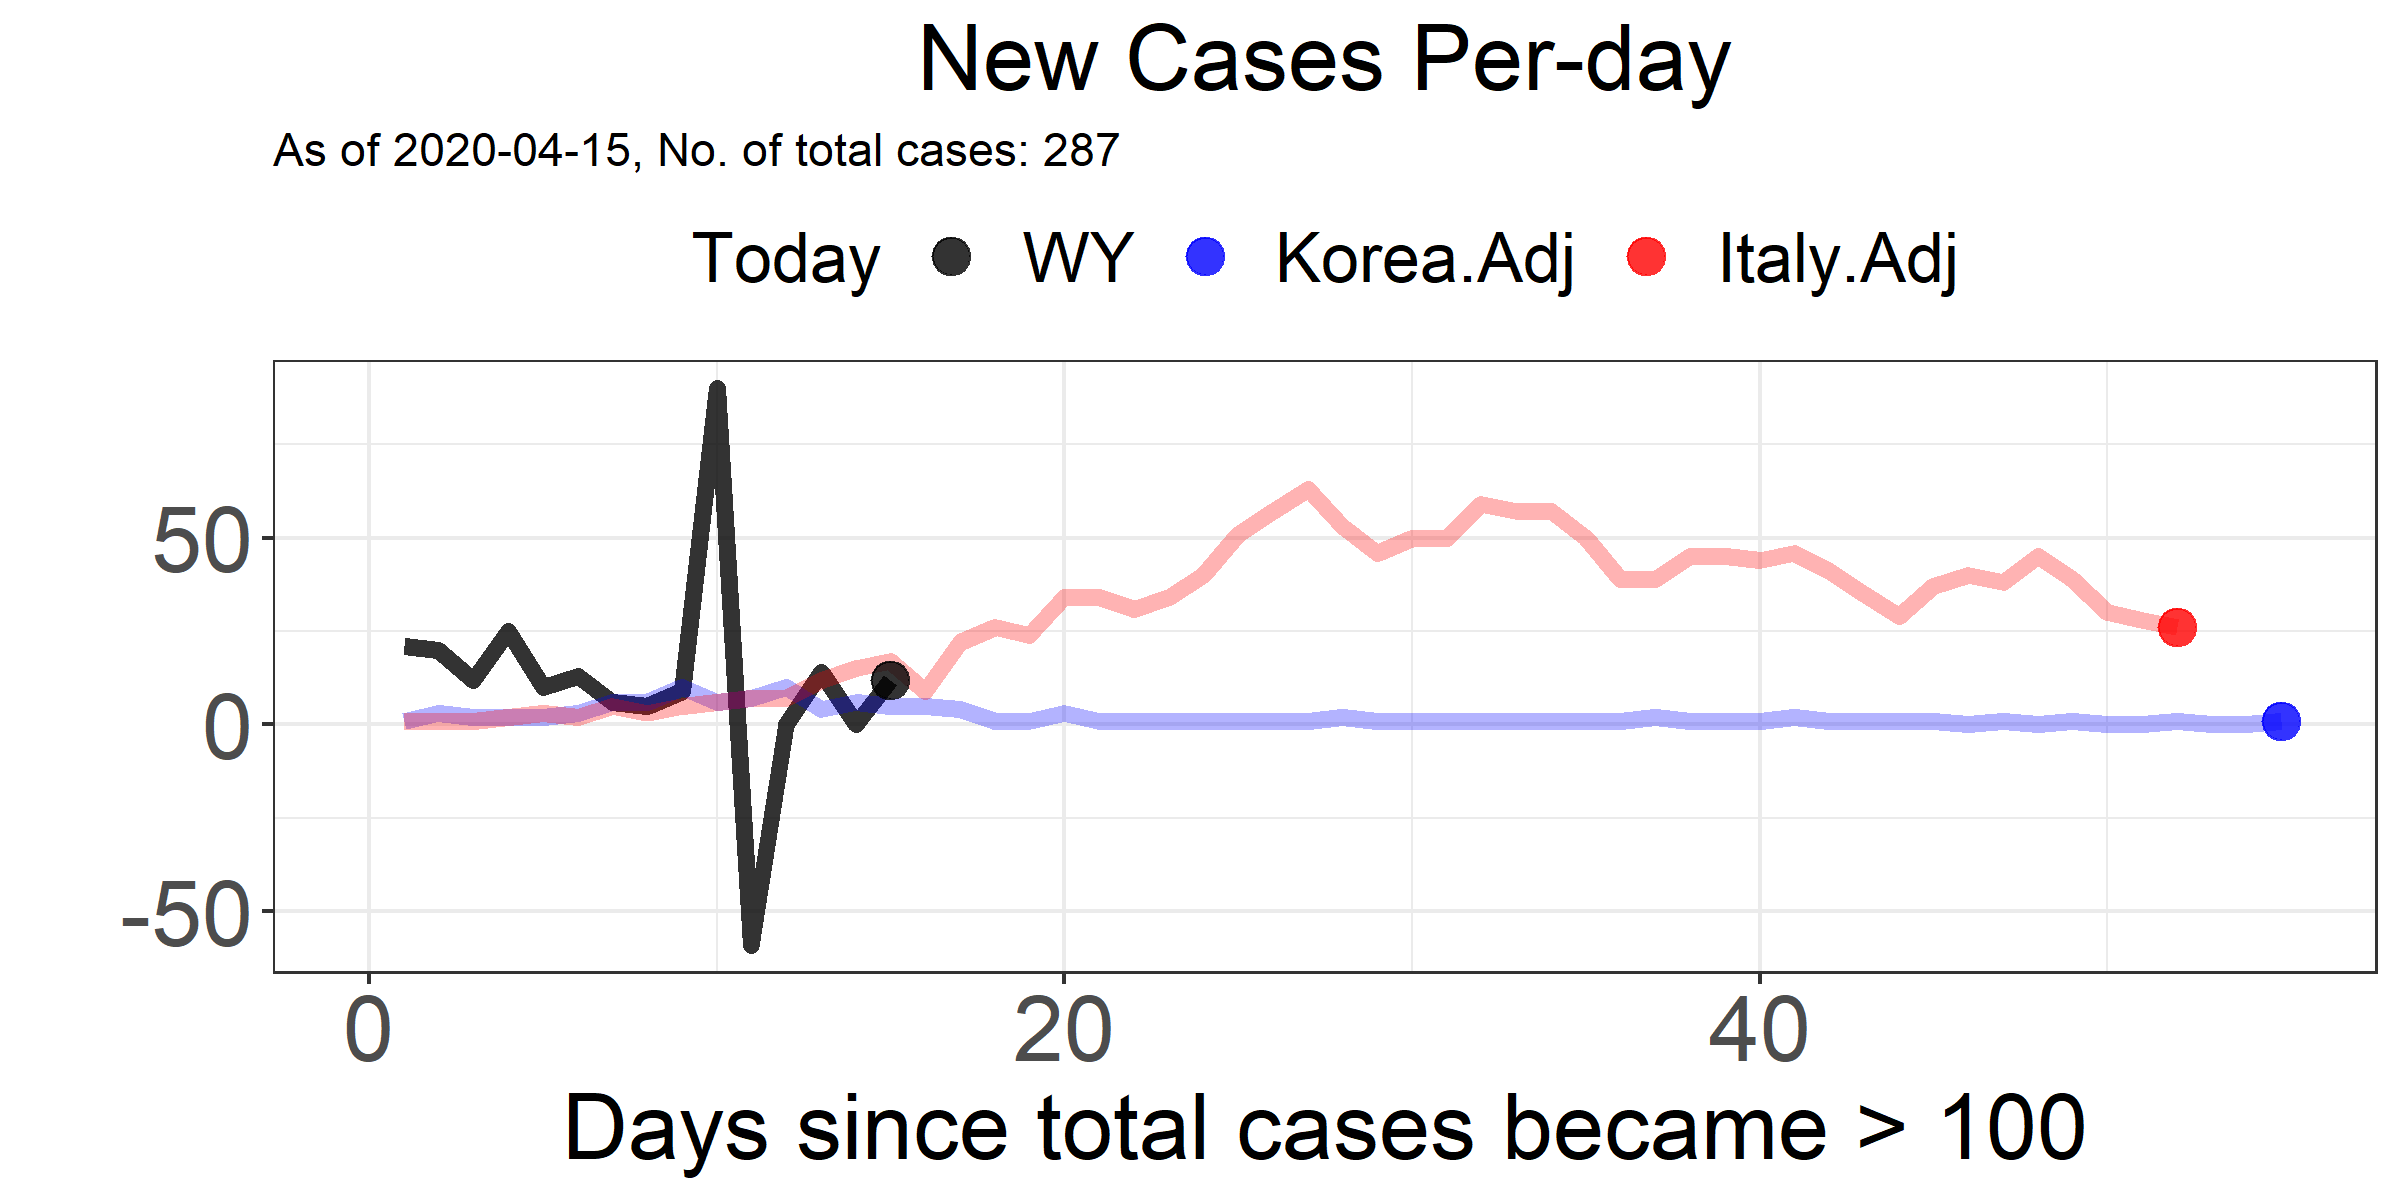 New Cases Per-day
As of 2020-04-15, No. of total cases: 287
Today WY Korea.Adj Italy.Adj
50
0
-50
0 20 40
Days since total cases became > 100